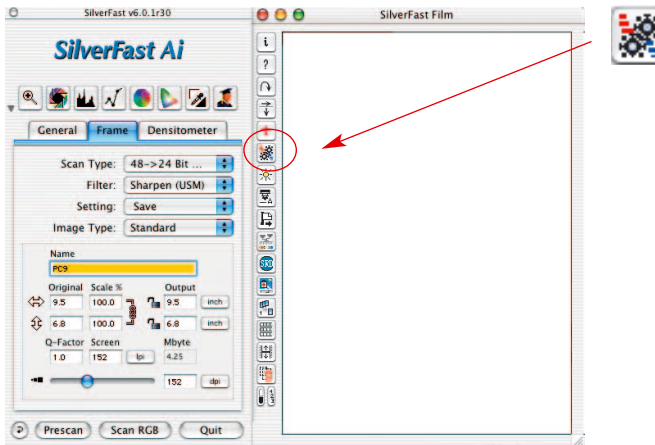 SilverFast v6.0.1r30
SilverFast Ai
General Frame Densitometer
Scan Type: 48->24 Bit ...
Filter: Sharpen (USM)
Setting: Save
Image Type: Standard
Name
PC9
Original Scale % Output
9.5 100.0 9.5 inch
6.8 100.0 6.8 inch
Q-Factor Screen Mbyte
1.0 152 lpi 4.25
152 dpi
Prescan Scan RGB Quit
SilverFast Film
i
?
SRD